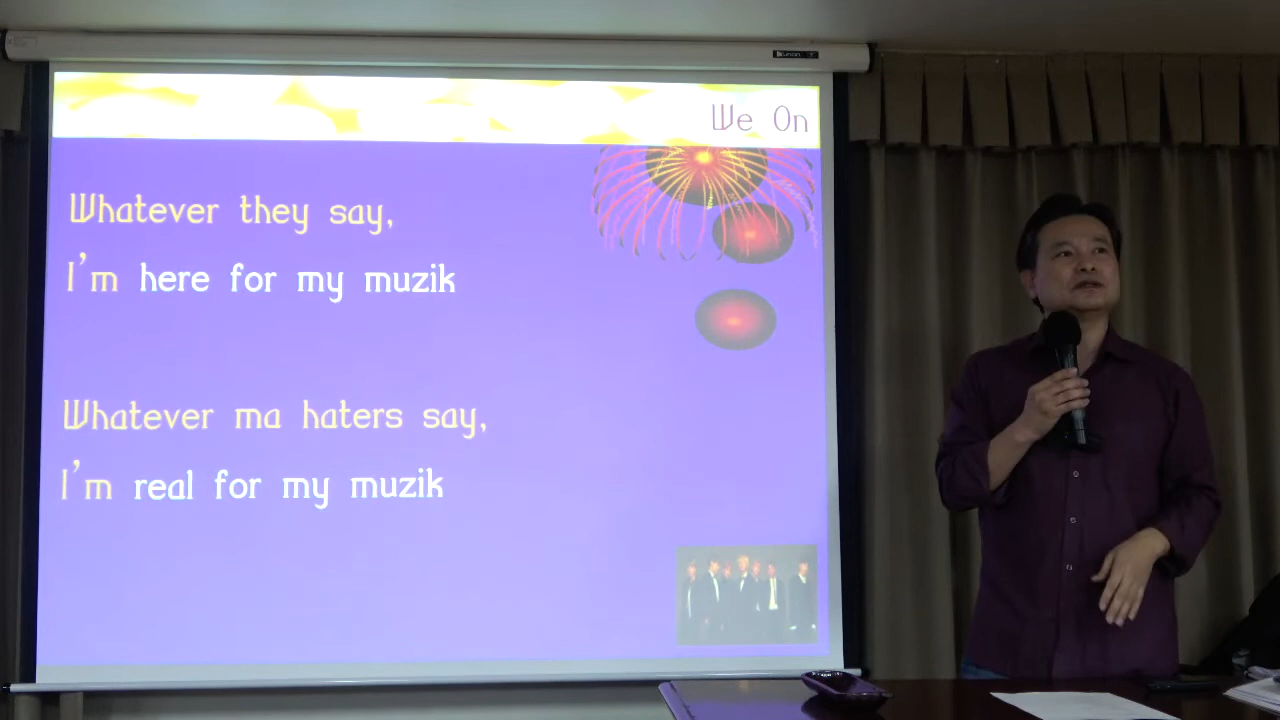 We On
Whatever they say,
I'm here for my muzik
Whatever ma haters say,
I'm real for my muzik